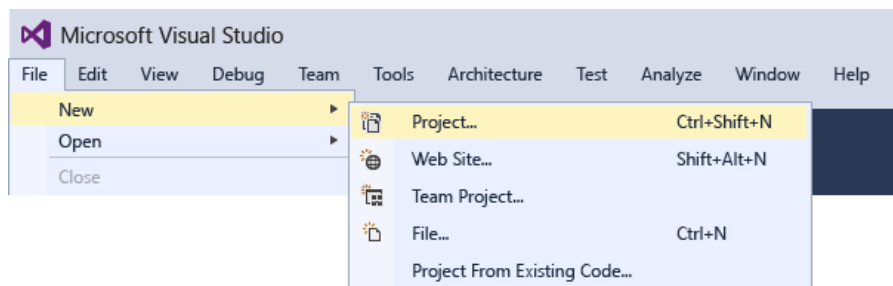 Microsoft Visual Studio
File Edit View Debug Team Tools Architecture Test Analyze Window Help
New
Project... Ctrl+Shift+N
Open
Web Site... Shift+Alt+N
Close
Team Project...
File... Ctrl+N
Project From Existing Code...